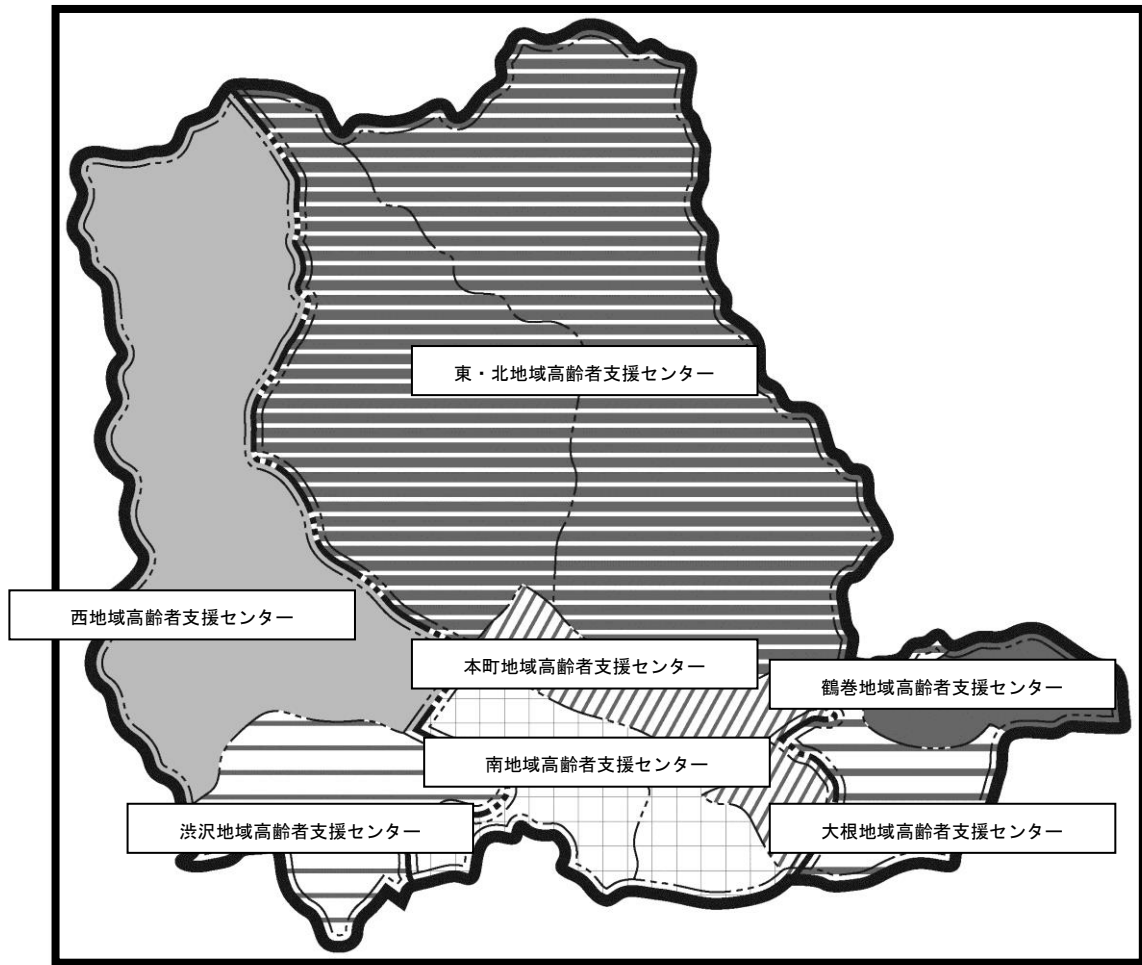 東・北地域高齢者支援センター
西地域高齢者支援センター
本町地域高齢者支援センター
鶴巻地域高齢者支援センター
南地域高齢者支援センター
渋沢地域高齢者支援センター
大根地域高齢者支援センター